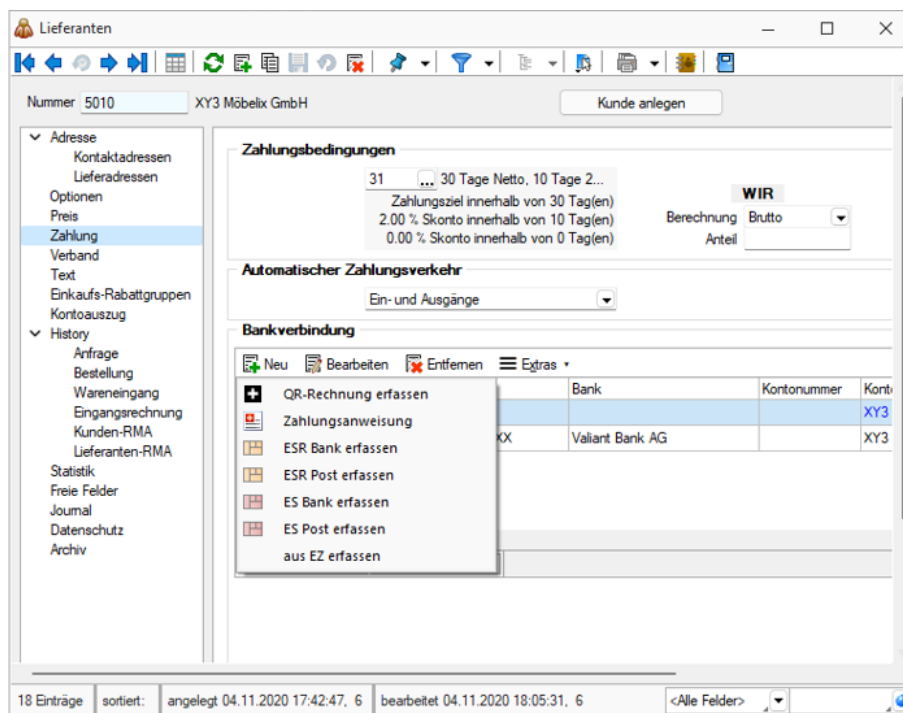 Lieferanten
Nummer 5010 XY3 Möbelix GmbH Kunde anlegen
Adresse
Kontaktadressen
Lieferadressen
Optionen
Preis
Zahlung
Verband
Text
Einkaufs-Rabattgruppen
Kontoauszug
History
Anfrage
Bestellung
Wareneingang
Eingangsrechnung
Kunden-RMA
Lieferanten-RMA
Statistik
Freie Felder
Journal
Datenschutz
Archiv
Zahlungsbedingungen
31 ... 30 Tage Netto, 10 Tage 2...
Zahlungsziel innerhalb von 30 Tag(en)
2.00 % Skonto innerhalb von 10 Tag(en)
0.00 % Skonto innerhalb von 0 Tag(en)
WIR
Berechnung Brutto
Anteil
Automatischer Zahlungsverkehr
Ein- und Ausgänge
Bankverbindung
Neu Bearbeiten Entfernen Extras
Bank Kontonummer Kont
XY3
XX Valiant Bank AG XY3
QR-Rechnung erfassen
Zahlungsanweisung
ESR Bank erfassen
ESR Post erfassen
ES Bank erfassen
ES Post erfassen
aus EZ erfassen
18 Einträge sortiert: angelegt 04.11.2020 17:42:47, 6 bearbeitet 04.11.2020 18:05:31, 6 <Alle Felder>